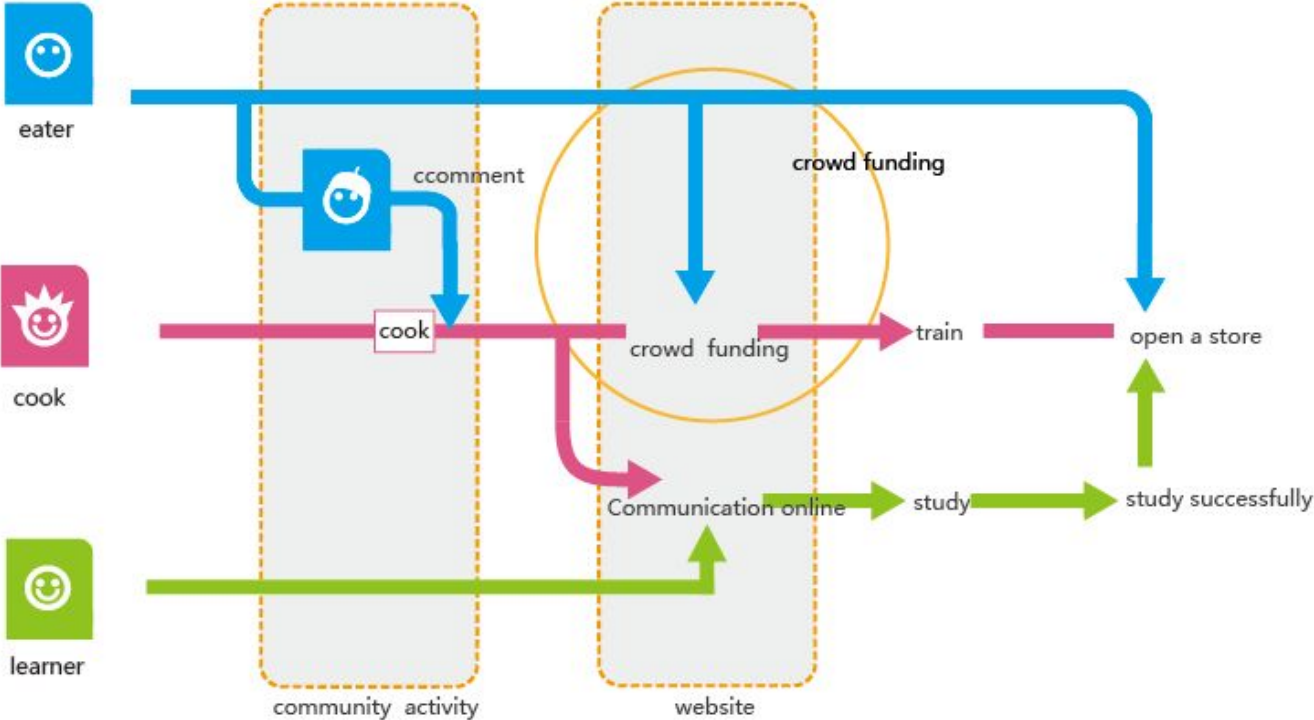 eater
ccomment
crowd funding
cook
crowd funding
train
open a store
cook
Communication online
study
study successfully
learner
community activity
website